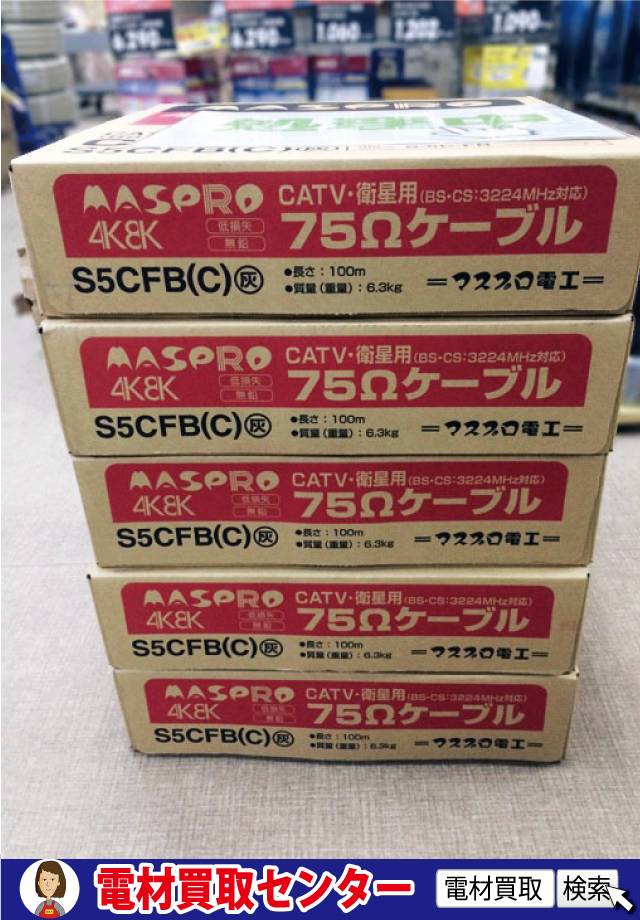 6.290
6.290
1.060
1.202
1.090
MASPRO
S5CFB(C)
MASPRO
CATV・衛星用(BS・CS:3224MHz対応)
4K8K
低損失
無鉛
75Ωケーブル
S5CFB(C)灰
●長さ：100m
●質量(重量)：6.3kg
＝マスプロ電工＝
MASPRO
CATV・衛星用(BS・CS:3224MHz対応)
4K8K
低損失
無鉛
75Ωケーブル
S5CFB(C)灰
●長さ：100m
●質量(重量)：6.3kg
＝マスプロ電工＝
MASPRO
CATV・衛星用(BS・CS:3224MHz対応)
4K8K
低損失
無鉛
75Ωケーブル
S5CFB(C)灰
●長さ：100m
●質量(重量)：6.3kg
＝マスプロ電工＝
MASPRO
CATV・衛星用(BS・CS:3224MHz対応)
4K8K
低損失
無鉛
75Ωケーブル
S5CFB(C)灰
●長さ：100m
●質量(重量)：6.3kg
＝マスプロ電工＝
MASPRO
CATV・衛星用(BS・CS:3224MHz対応)
4K8K
低損失
無鉛
75Ωケーブル
S5CFB(C)灰
●長さ：100m
●質量(重量)：6.3kg
＝マスプロ電工＝
電材買取センター
電材買取
検索